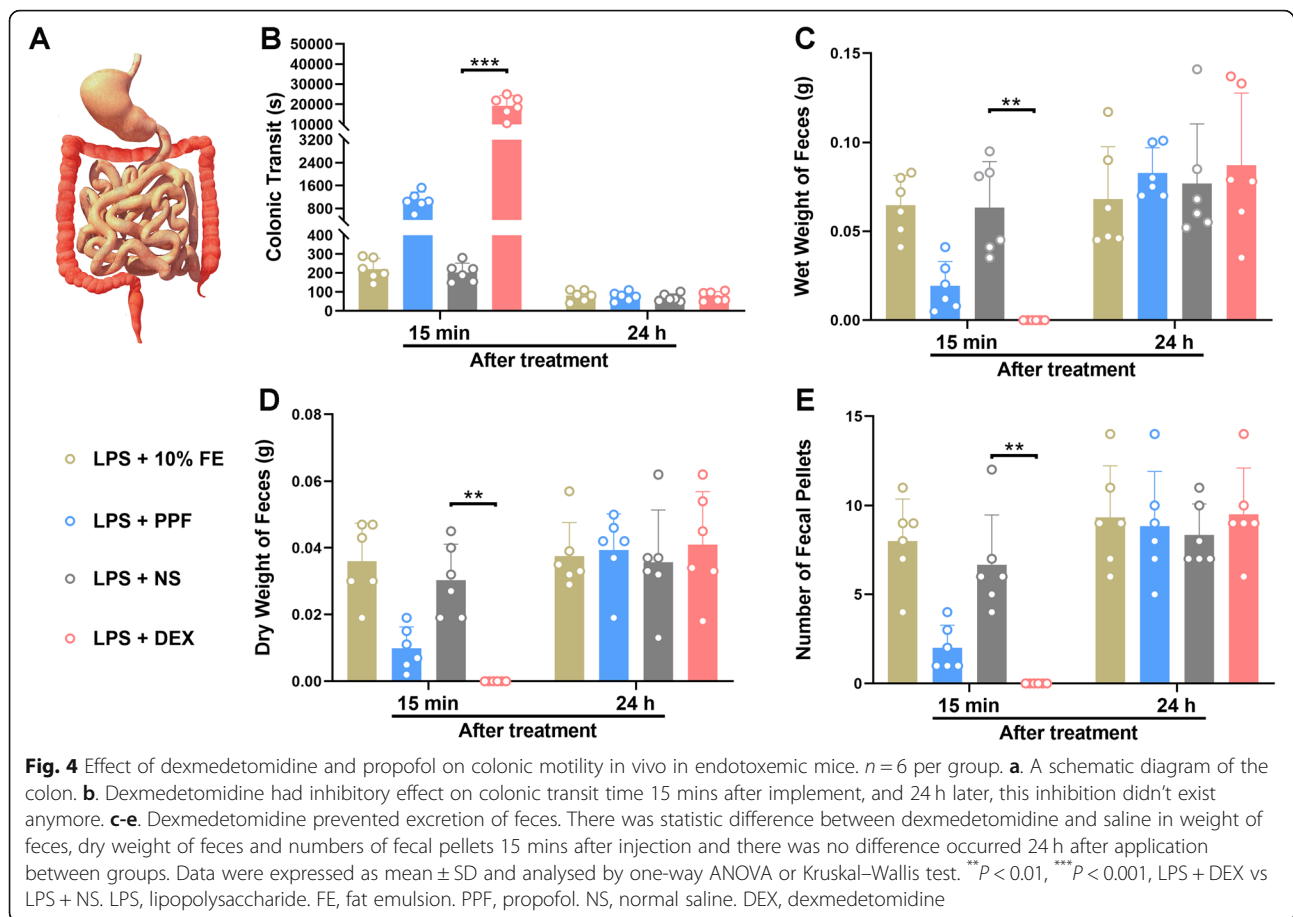 A
B
Colonic Transit (s)
50000
40000
30000
20000
10000
3200
2400
1600
800
400
300
200
100
0
***
15 min
24 h
After treatment
C
Wet Weight of Feces (g)
0.15
0.10
0.05
0.00
**
15 min
24 h
After treatment
LPS + 10% FE
LPS + PPF
LPS + NS
LPS + DEX
D
Dry Weight of Feces (g)
0.08
0.06
0.04
0.02
0.00
**
15 min
24 h
After treatment
E
Number of Fecal Pellets
15
10
5
0
**
15 min
24 h
After treatment
Fig. 4 Effect of dexmedetomidine and propofol on colonic motility in vivo in endotoxemic mice. n = 6 per group. a. A schematic diagram of the
colon. b. Dexmedetomidine had inhibitory effect on colonic transit time 15 mins after implement, and 24 h later, this inhibition didn't exist
anymore. c-e. Dexmedetomidine prevented excretion of feces. There was statistic difference between dexmedetomidine and saline in weight of
feces, dry weight of feces and numbers of fecal pellets 15 mins after injection and there was no difference occurred 24 h after application
between groups. Data were expressed as mean ± SD and analysed by one-way ANOVA or Kruskal–Wallis test. **P < 0.01, ***P < 0.001, LPS + DEX vs
LPS + NS. LPS, lipopolysaccharide. FE, fat emulsion. PPF, propofol. NS, normal saline. DEX, dexmedetomidine